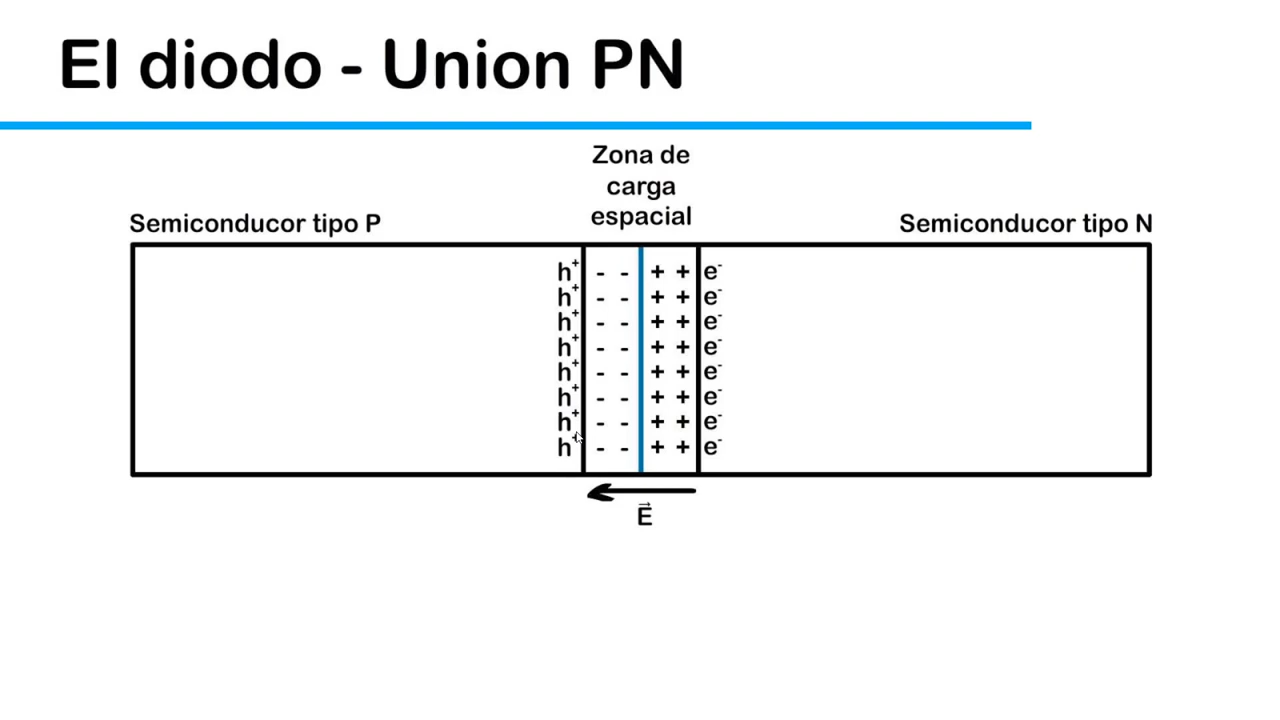 El diodo - Union PN
Zona de
carga
espacial
Semiconducor tipo P
Semiconducor tipo N
h+ - - + + e-
h+ - - + + e-
h+ - - + + e-
h+ - - + + e-
h+ - - + + e-
h+ - - + + e-
h+ - - + + e-
h+ - - + + e-
E⃗